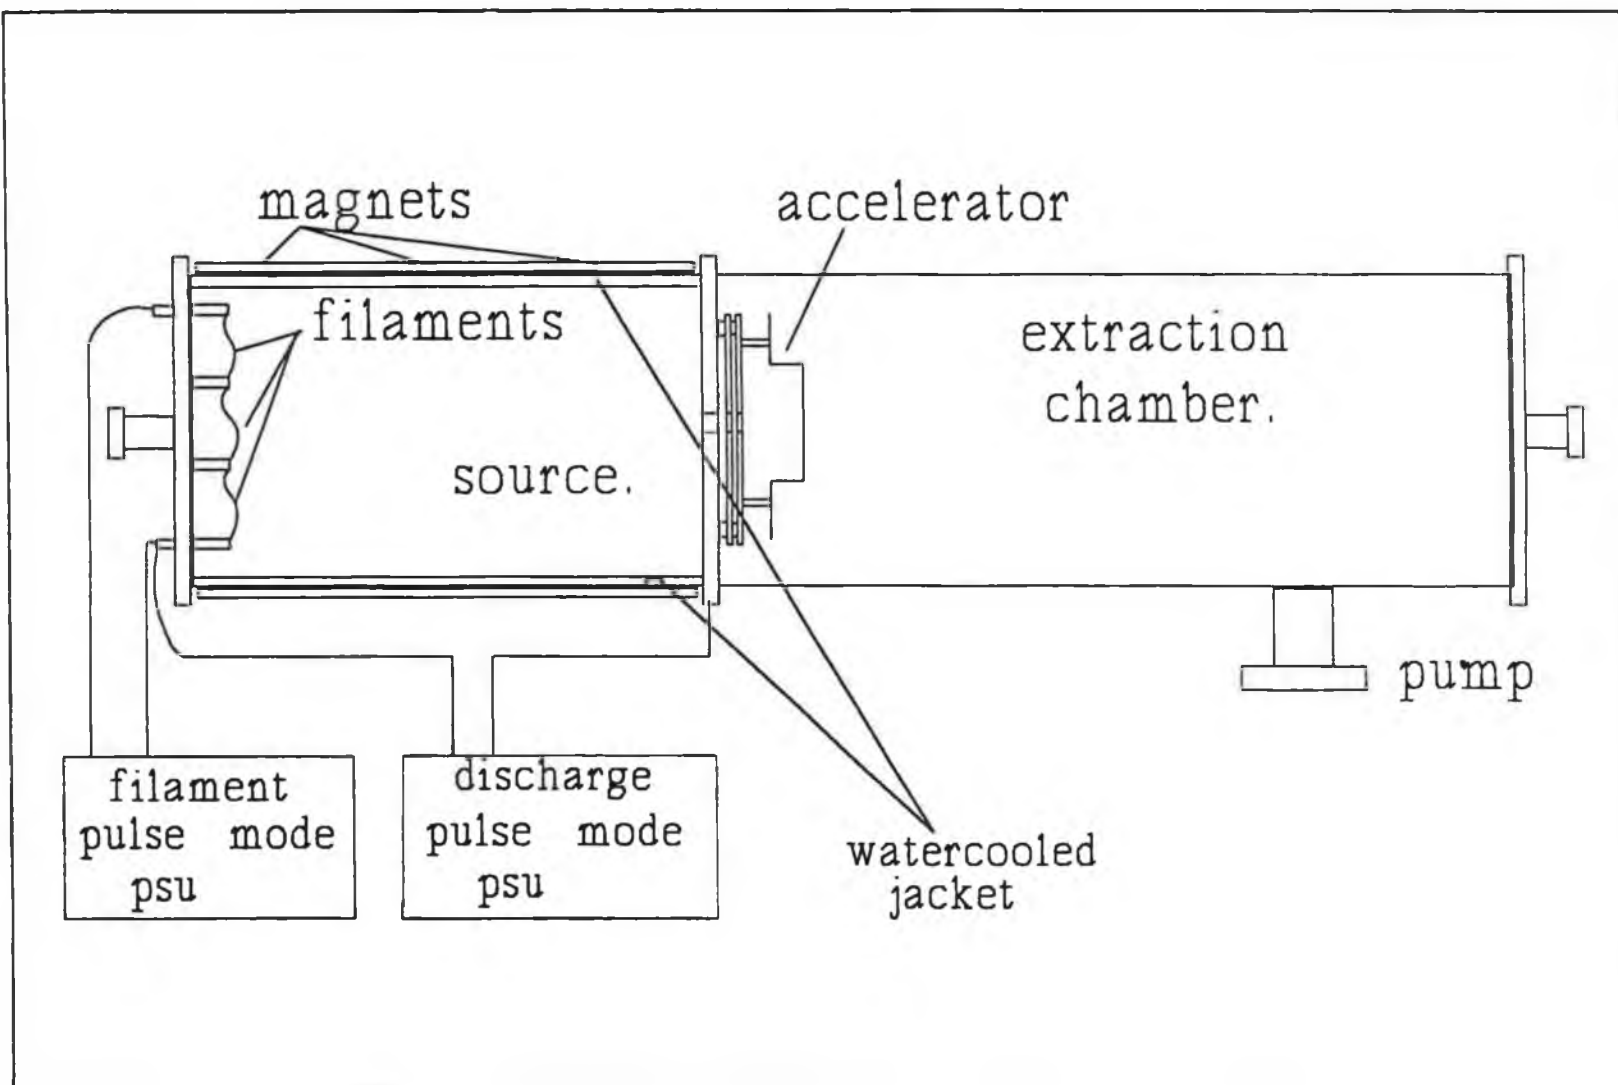 magnets
accelerator
filaments
extraction
chamber.
source.
pump
filament
pulse mode
psu
discharge
pulse mode
psu
watercooled
jacket